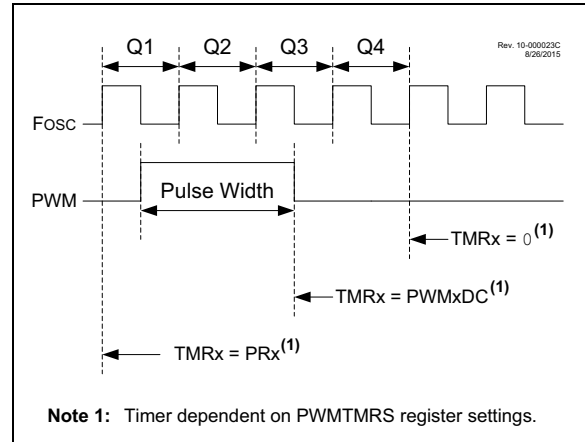 Q1 Q2 Q3 Q4
Rev. 10-000023C
8/26/2015
FOSC
PWM
Pulse Width
TMRx = 0(1)
TMRx = PWMxDC(1)
TMRx = PRx(1)
Note 1: Timer dependent on PWMTMRS register settings.